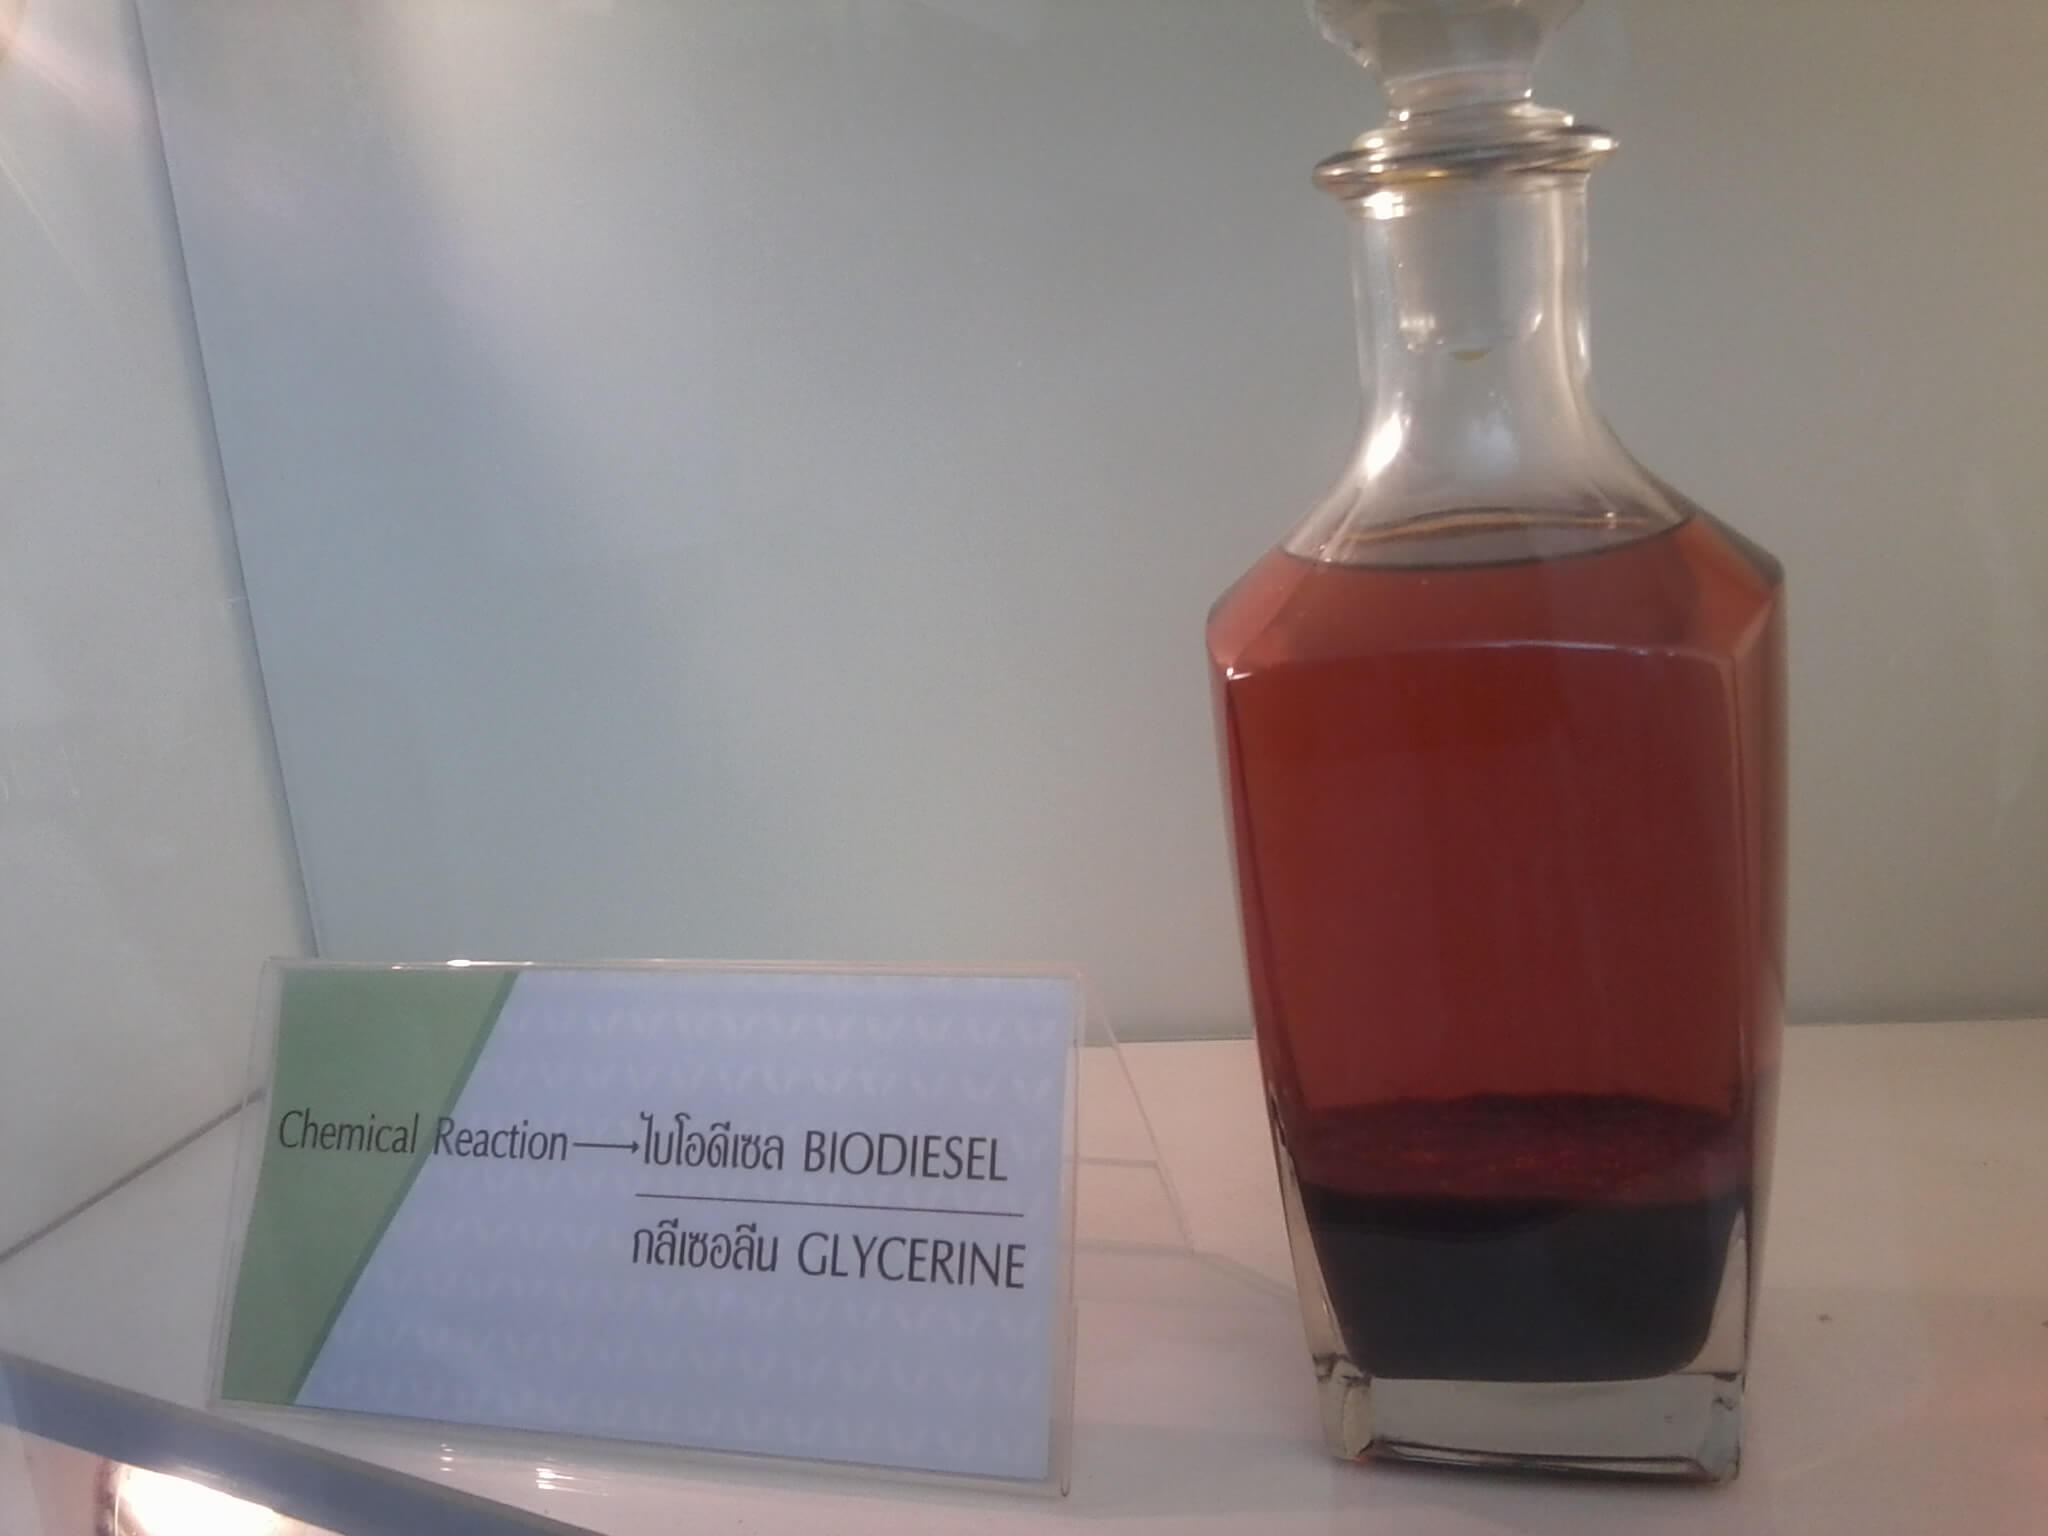 Chemical Reaction → ไบโอดีเซล BIODIESEL
กลีเซอลีน GLYCERINE